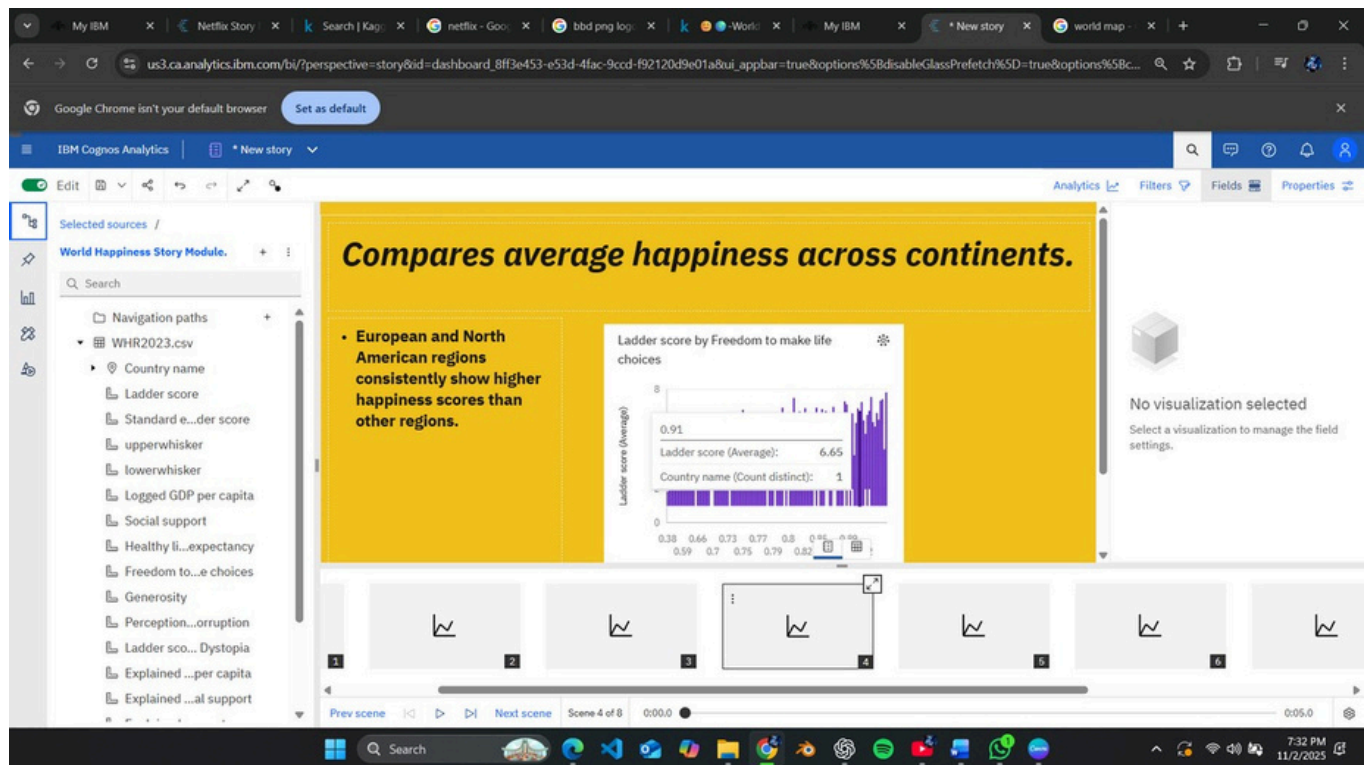 My IBM
Netflix Story
Search | Kagg
netflix - Goog
bbd png logo
-World
My IBM
* New story
world map -
us3.ca.analytics.ibm.com/bi/?perspective=story&id=dashboard_8ff3e453-e53d-4fac-9ccd-f92120d9e01a&ui_appbar=true&options%5BdisableGlassPrefetch%5D=true&options%5Bc...
Google Chrome isn't your default browser
Set as default
IBM Cognos Analytics
* New story
Edit
Analytics
Filters
Fields
Properties
Selected sources /
World Happiness Story Module.
Search
Navigation paths
WHR2023.csv
Country name
Ladder score
Standard e...der score
upperwhisker
lowerwhisker
Logged GDP per capita
Social support
Healthy li...expectancy
Freedom to...e choices
Generosity
Perception...orruption
Ladder sco... Dystopia
Explained ...per capita
Explained ...al support
Compares average happiness across continents.
• European and North
American regions
consistently show higher
happiness scores than
other regions.
Ladder score by Freedom to make life
choices
Ladder score (Average)
8
0
0.91
Ladder score (Average): 6.65
Country name (Count distinct): 1
0.38 0.66 0.73 0.77 0.8 0.85 0.89
0.59 0.7 0.75 0.79 0.82
No visualization selected
Select a visualization to manage the field
settings.
1
2
3
4
5
6
Prev scene
Next scene
Scene 4 of 8
0:00.0
0:05.0
Search
7:32 PM
11/2/2025